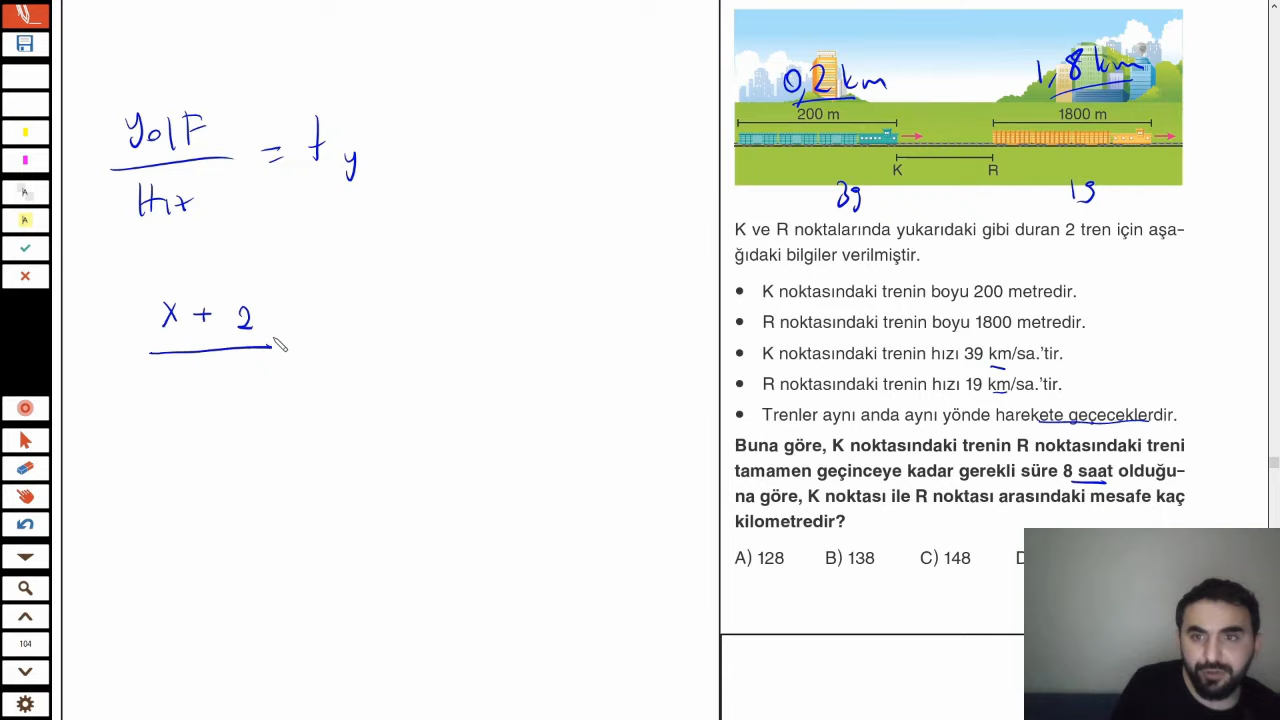 yolF
Hız
= t y
x + 2
0,2 km
1,8 km
200 m
1800 m
K
R
39
19
K ve R noktalarında yukarıdaki gibi duran 2 tren için aşa-
ğıdaki bilgiler verilmiştir.
• K noktasındaki trenin boyu 200 metredir.
• R noktasındaki trenin boyu 1800 metredir.
• K noktasındaki trenin hızı 39 km/sa.'tir.
• R noktasındaki trenin hızı 19 km/sa.'tir.
• Trenler aynı anda aynı yönde harekete geçeceklerdir.
Buna göre, K noktasındaki trenin R noktasındaki treni
tamamen geçinceye kadar gerekli süre 8 saat olduğu-
na göre, K noktası ile R noktası arasındaki mesafe kaç
kilometredir?
A) 128 B) 138 C) 148
A
A
104